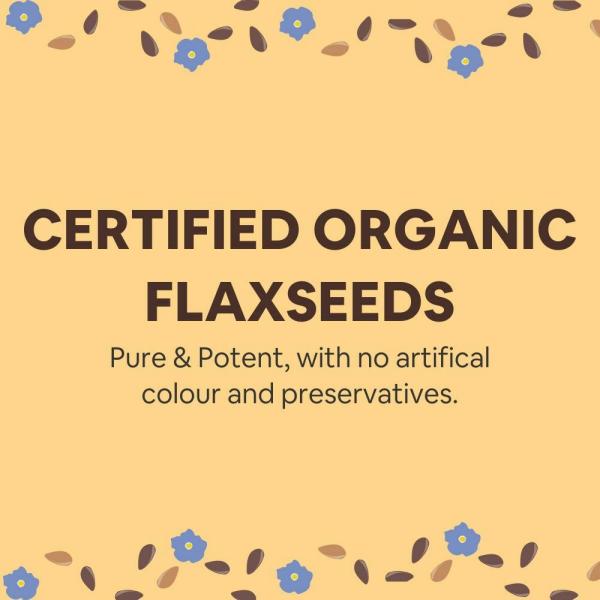 CERTIFIED ORGANIC
FLAXSEEDS
Pure & Potent, with no artifical
colour and preservatives.